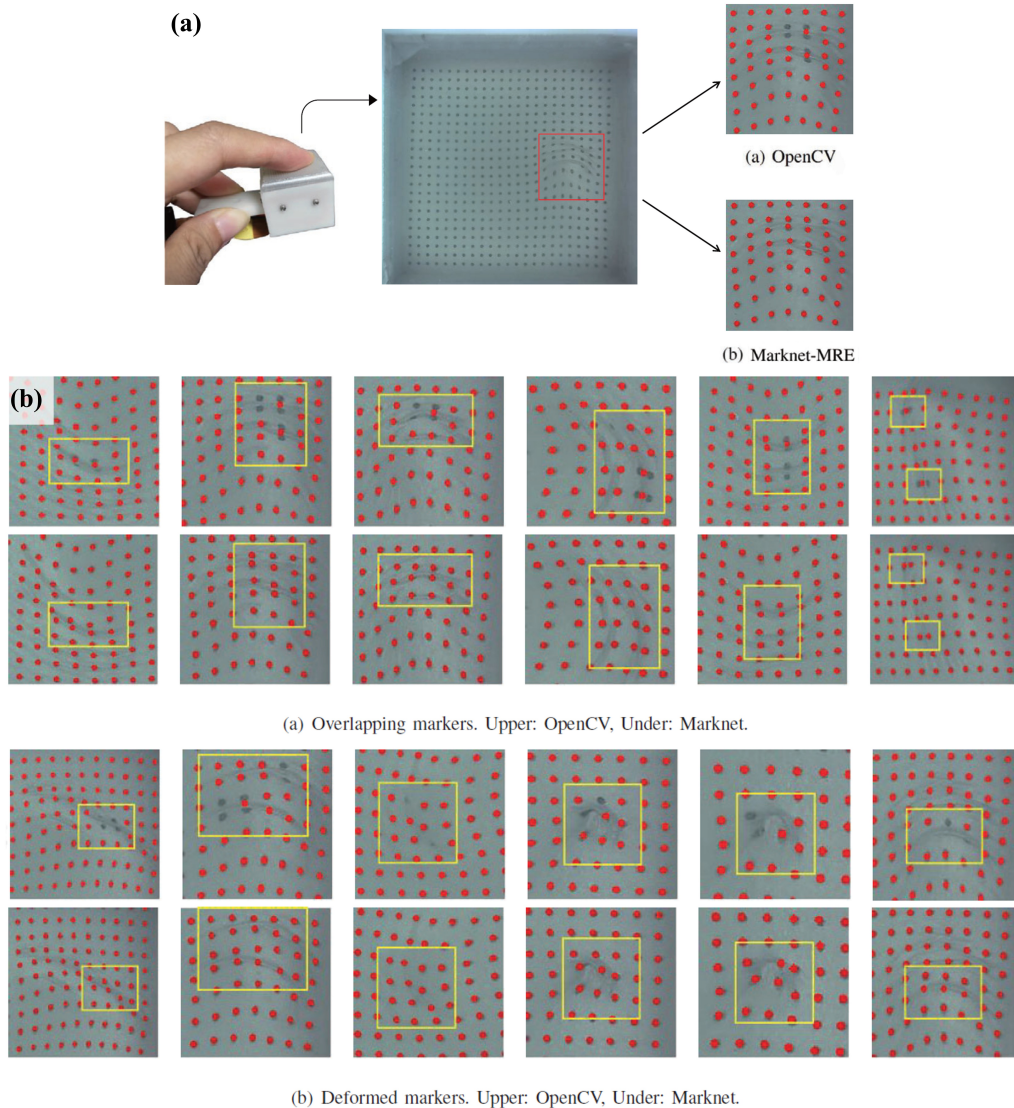 (a)
(a) OpenCV
(b) Marknet-MRE
(b)
(a) Overlapping markers. Upper: OpenCV, Under: Marknet.
(b) Deformed markers. Upper: OpenCV, Under: Marknet.